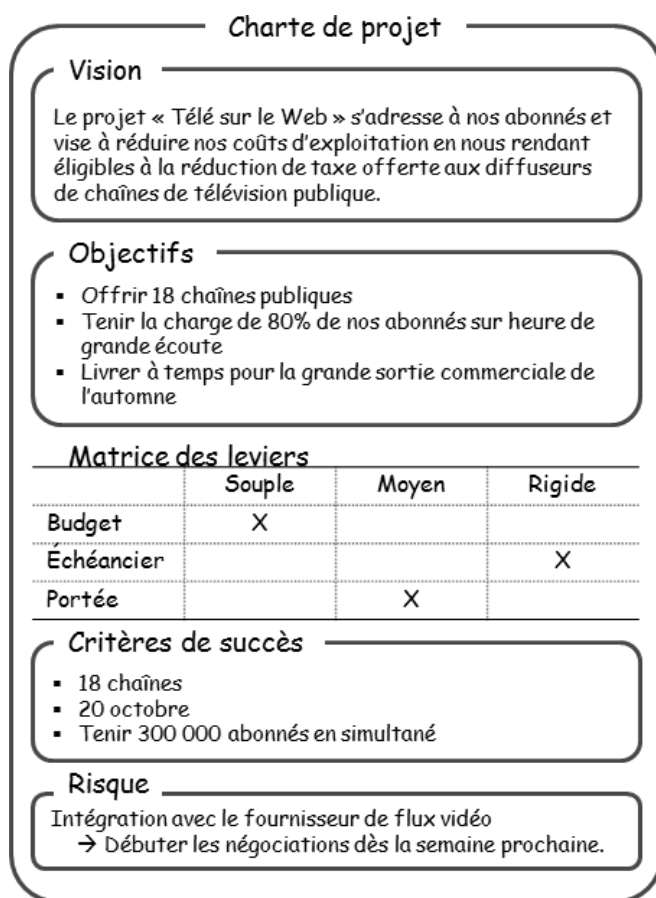 Charte de projet
Vision
Le projet « Télé sur le Web » s'adresse à nos abonnés et
vise à réduire nos coûts d'exploitation en nous rendant
éligibles à la réduction de taxe offerte aux diffuseurs
de chaînes de télévision publique.
Objectifs
▪ Offrir 18 chaînes publiques
▪ Tenir la charge de 80% de nos abonnés sur heure de
grande écoute
▪ Livrer à temps pour la grande sortie commerciale de
l'automne
Matrice des leviers
Souple Moyen Rigide
Budget X
Échéancier X
Portée X
Critères de succès
▪ 18 chaînes
▪ 20 octobre
▪ Tenir 300 000 abonnés en simultané
Risque
Intégration avec le fournisseur de flux vidéo
→ Débuter les négociations dès la semaine prochaine.